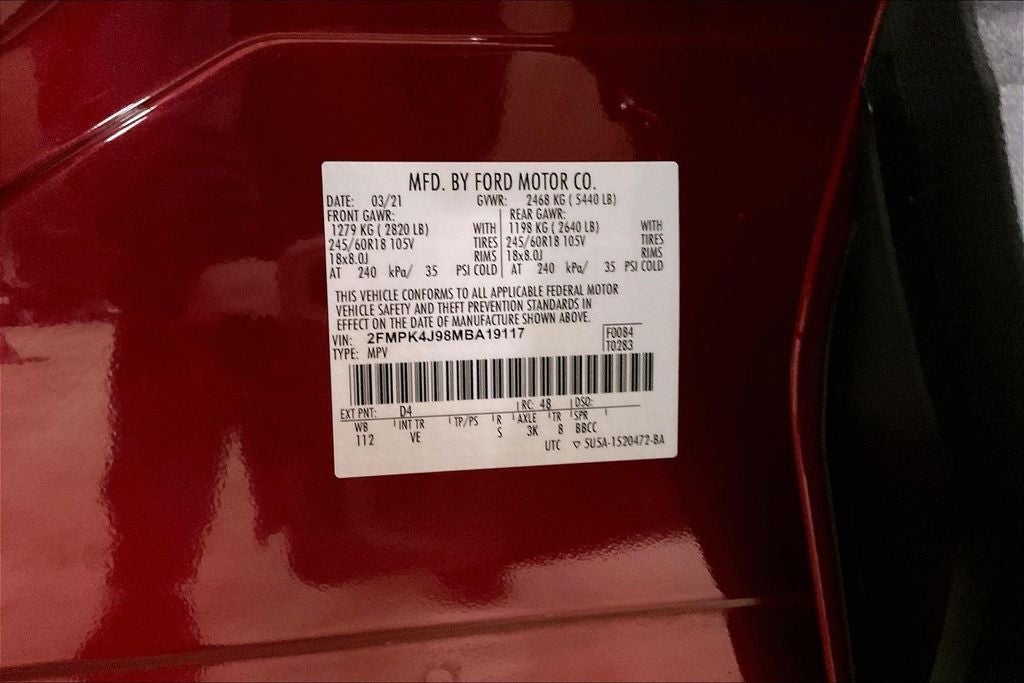 MFD. BY FORD MOTOR CO.
DATE: 03/21 GVWR: 2468 KG ( 5440 LB)
FRONT GAWR: REAR GAWR:
1279 KG ( 2820 LB) WITH 1198 KG ( 2640 LB) WITH
245/60R18 105V TIRES 245/60R18 105V TIRES
18x8.0J RIMS 18x8.0J RIMS
AT 240 kPa/ 35 PSI COLD AT 240 kPa/ 35 PSI COLD
THIS VEHICLE CONFORMS TO ALL APPLICABLE FEDERAL MOTOR
VEHICLE SAFETY AND THEFT PREVENTION STANDARDS IN
EFFECT ON THE DATE OF MANUFACTURE SHOWN ABOVE.
VIN: 2FMPK4J98MBA19117 F0084
TYPE: MPV T0283
EXT PNT: D4 RC: 48 DSO:
WB INT TR TP/PS R AXLE TR SPR
112 VE S 3K 8 BBCC
UTC ▽ SU5A-1520472-BA